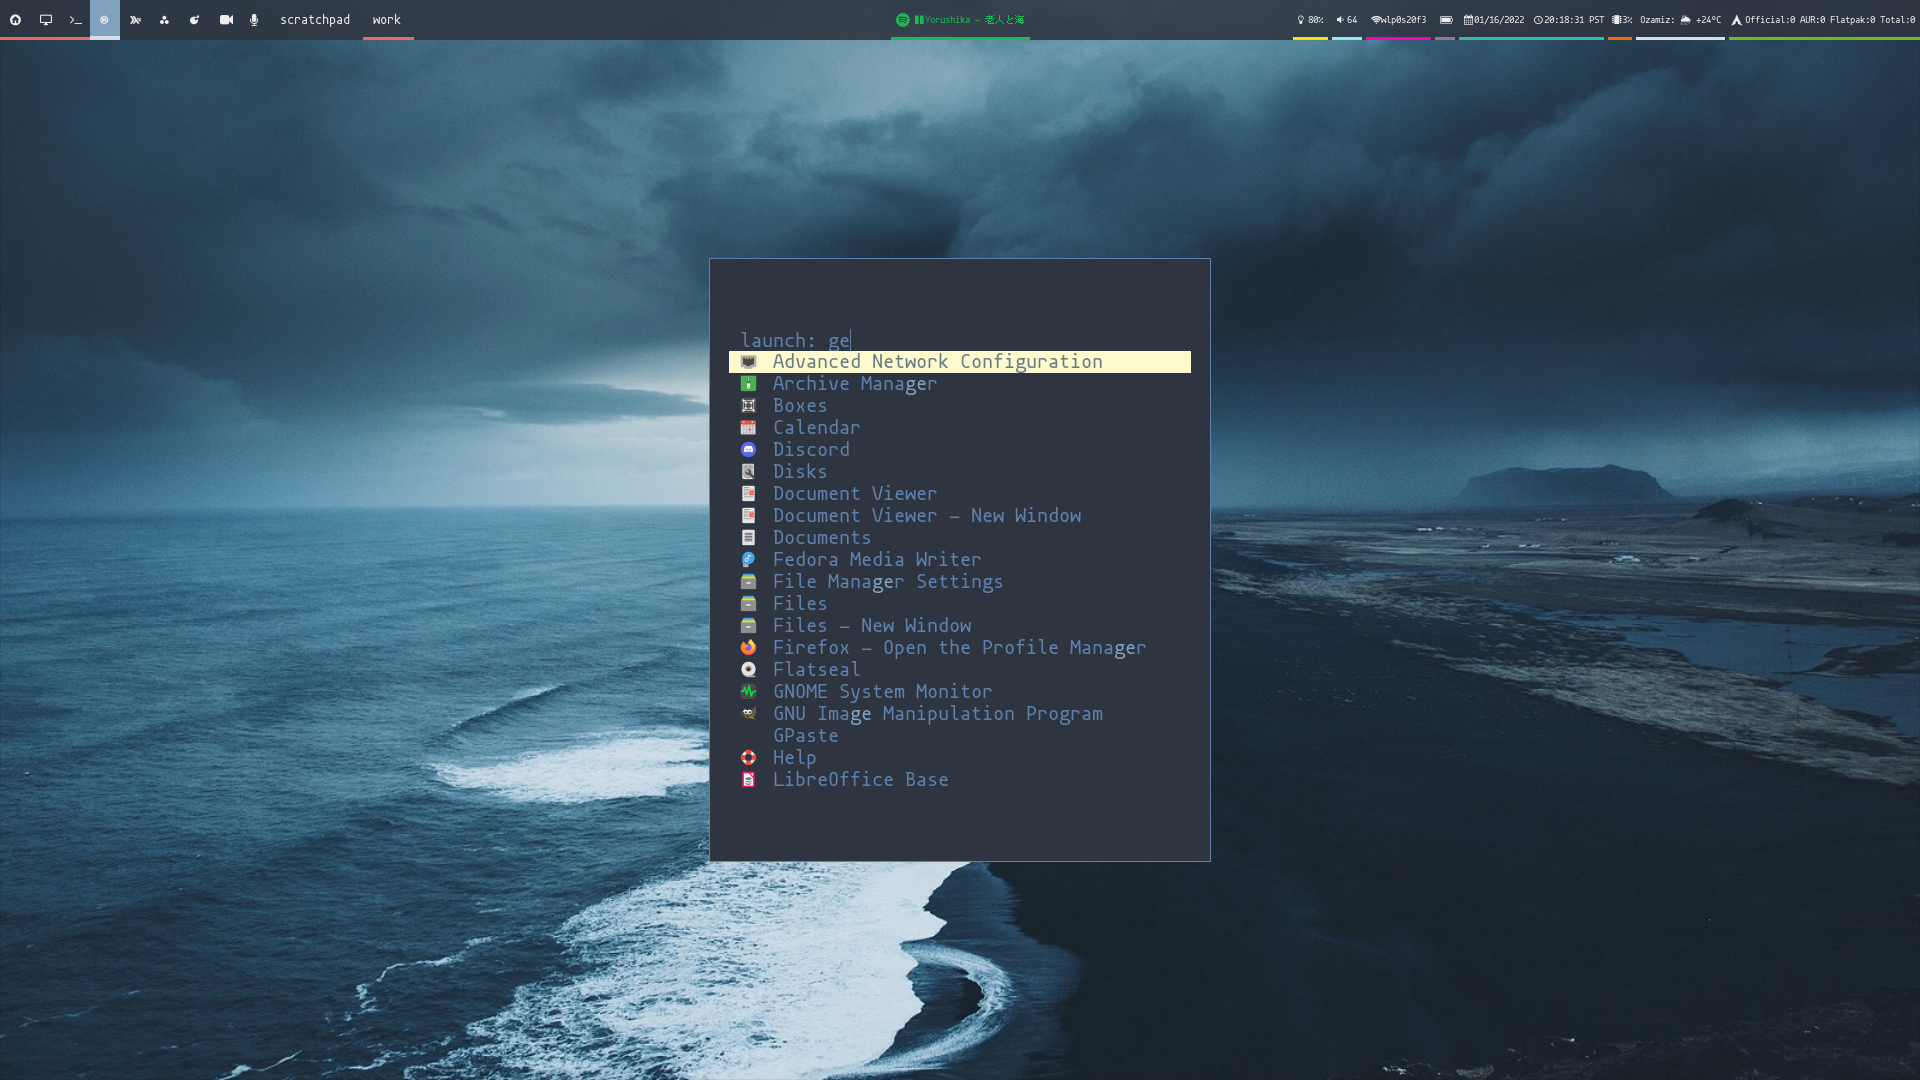 scratchpad work Yorushika – 老人と海 80% 64 wlp0s20f3 01/16/2022 20:18:31 PST 3% Ozamiz: +24°C Official:0 AUR:0 Flatpak:0 Total:0
launch: ge
Advanced Network Configuration
Archive Manager
Boxes
Calendar
Discord
Disks
Document Viewer
Document Viewer – New Window
Documents
Fedora Media Writer
File Manager Settings
Files
Files – New Window
Firefox – Open the Profile Manager
Flatseal
GNOME System Monitor
GNU Image Manipulation Program
GPaste
Help
LibreOffice Base